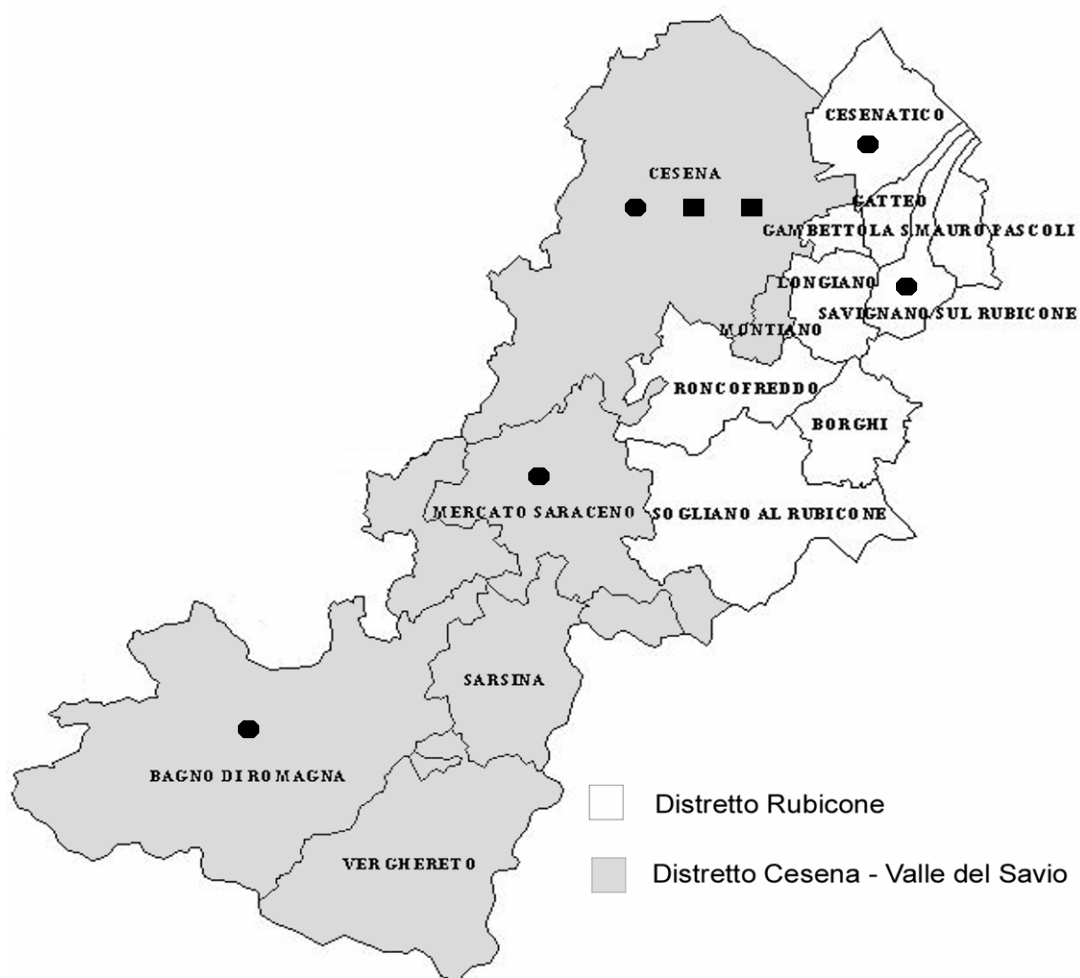 CESENATICO
CESENA
GATTEO
GAMBETTOLA S.MAURO PASCOLI
LONGIANO
SAVIGNANO SUL RUBICONE
MONTIANO
RONCOFREDDO
BORGHI
MERCATO SARACENO
SOGLIANO AL RUBICONE
SARSINA
BAGNO DI ROMAGNA
VERGHERETO
Distretto Rubicone
Distretto Cesena - Valle del Savio